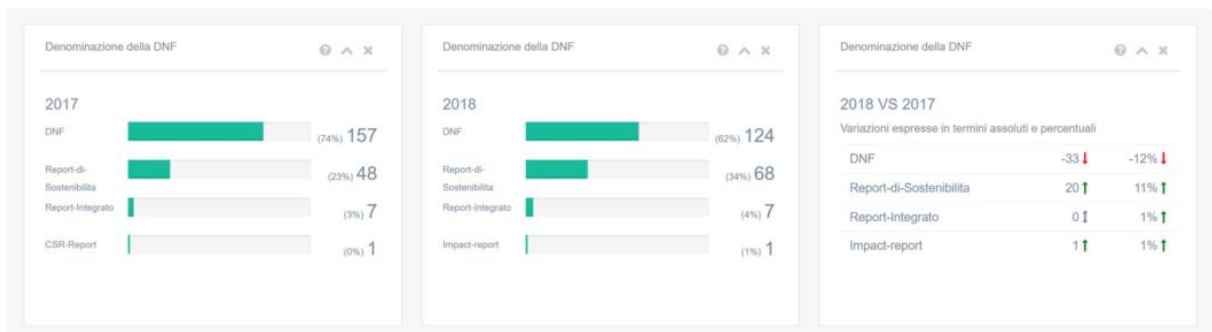 Denominazione della DNF
2017
DNF (74%) 157
Report-di-
Sostenibilita (23%) 48
Report-Integrato (3%) 7
CSR-Report (0%) 1
Denominazione della DNF
2018
DNF (62%) 124
Report-di-
Sostenibilita (34%) 68
Report-Integrato (4%) 7
Impact-report (1%) 1
Denominazione della DNF
2018 VS 2017
Variazioni espresse in termini assoluti e percentuali
DNF -33 -12%
Report-di-Sostenibilita 20 11%
Report-Integrato 0 1%
Impact-report 1 1%